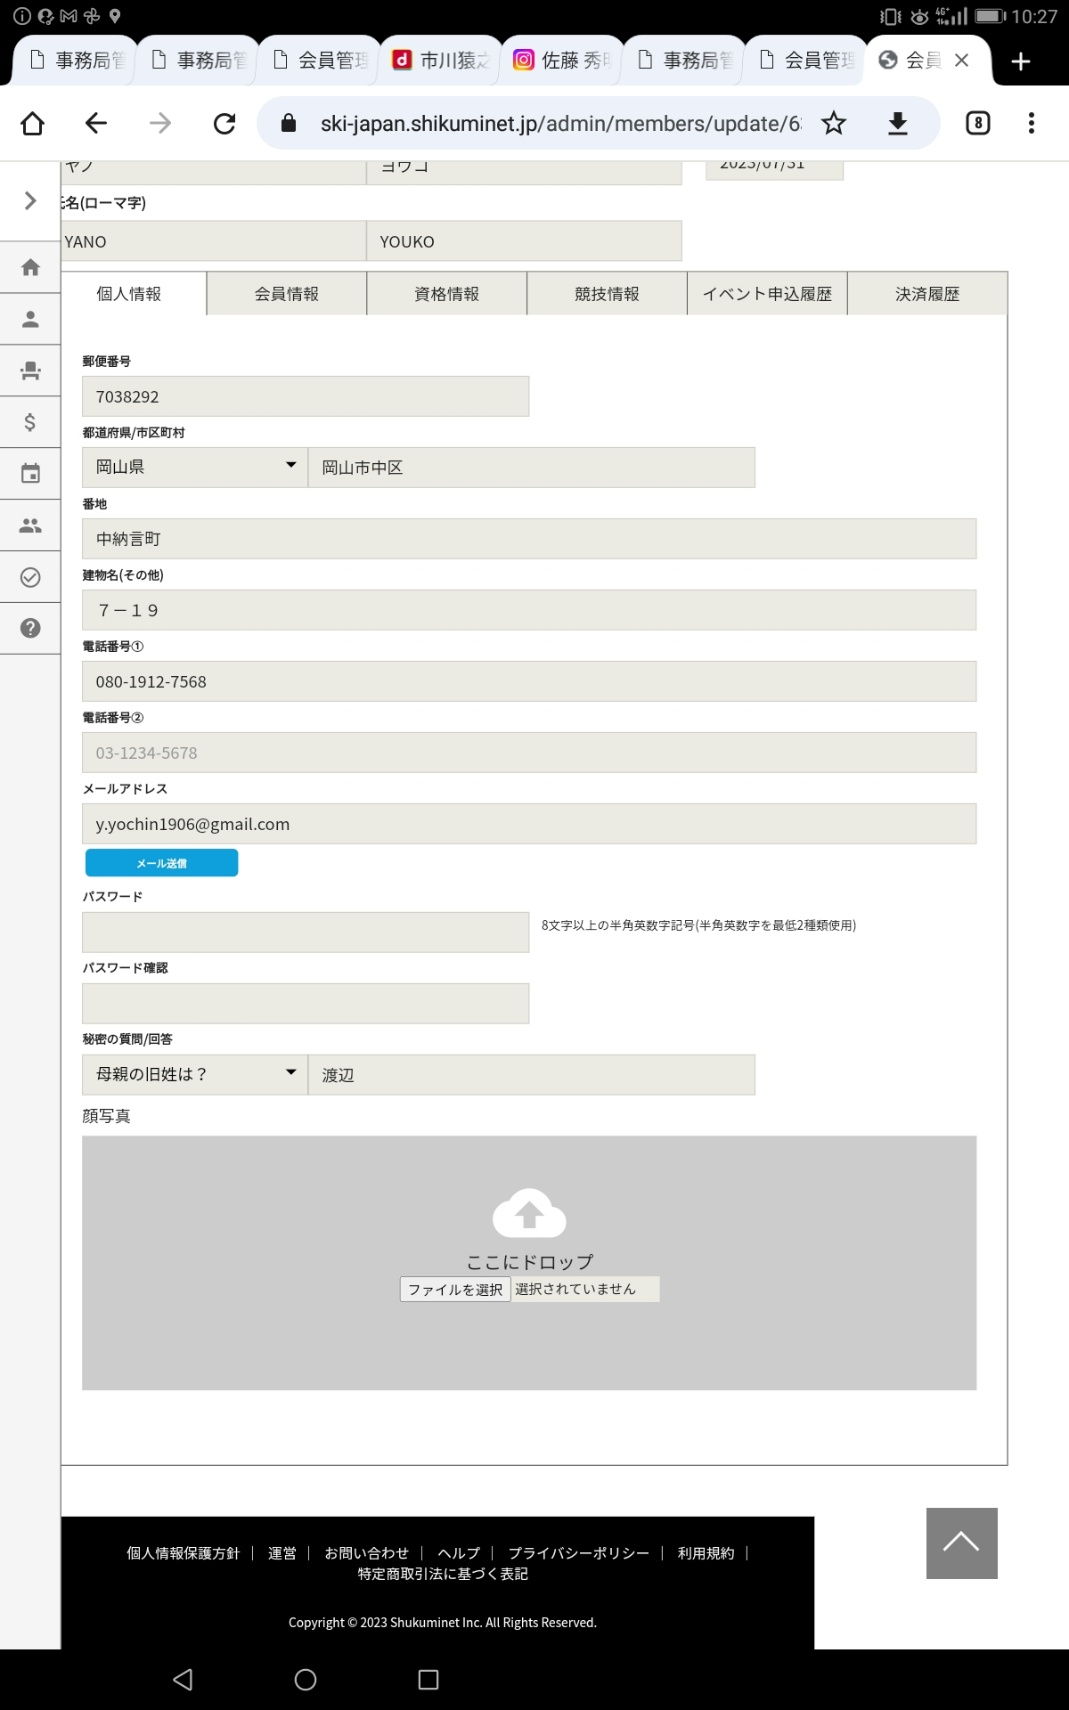 10:27
事務局管
事務局管
会員管理
市川猿之
佐藤 秀明
事務局管
会員管理
会員
ski-japan.shikuminet.jp/admin/members/update/6
8
ヤノ ヨウコ 2023/07/31
氏名(ローマ字)
YANO YOUKO
個人情報 会員情報 資格情報 競技情報 イベント申込履歴 決済履歴
郵便番号
7038292
都道府県/市区町村
岡山県 岡山市中区
番地
中納言町
建物名(その他)
７－１９
電話番号①
080-1912-7568
電話番号②
03-1234-5678
メールアドレス
y.yochin1906@gmail.com
メール送信
パスワード
8文字以上の半角英数字記号(半角英数字を最低2種類使用)
パスワード確認
秘密の質問/回答
母親の旧姓は？ 渡辺
顔写真
ここにドロップ
ファイルを選択 選択されていません
個人情報保護方針 | 運営 | お問い合わせ | ヘルプ | プライバシーポリシー | 利用規約 |
特定商取引法に基づく表記
Copyright © 2023 Shukuminet Inc. All Rights Reserved.